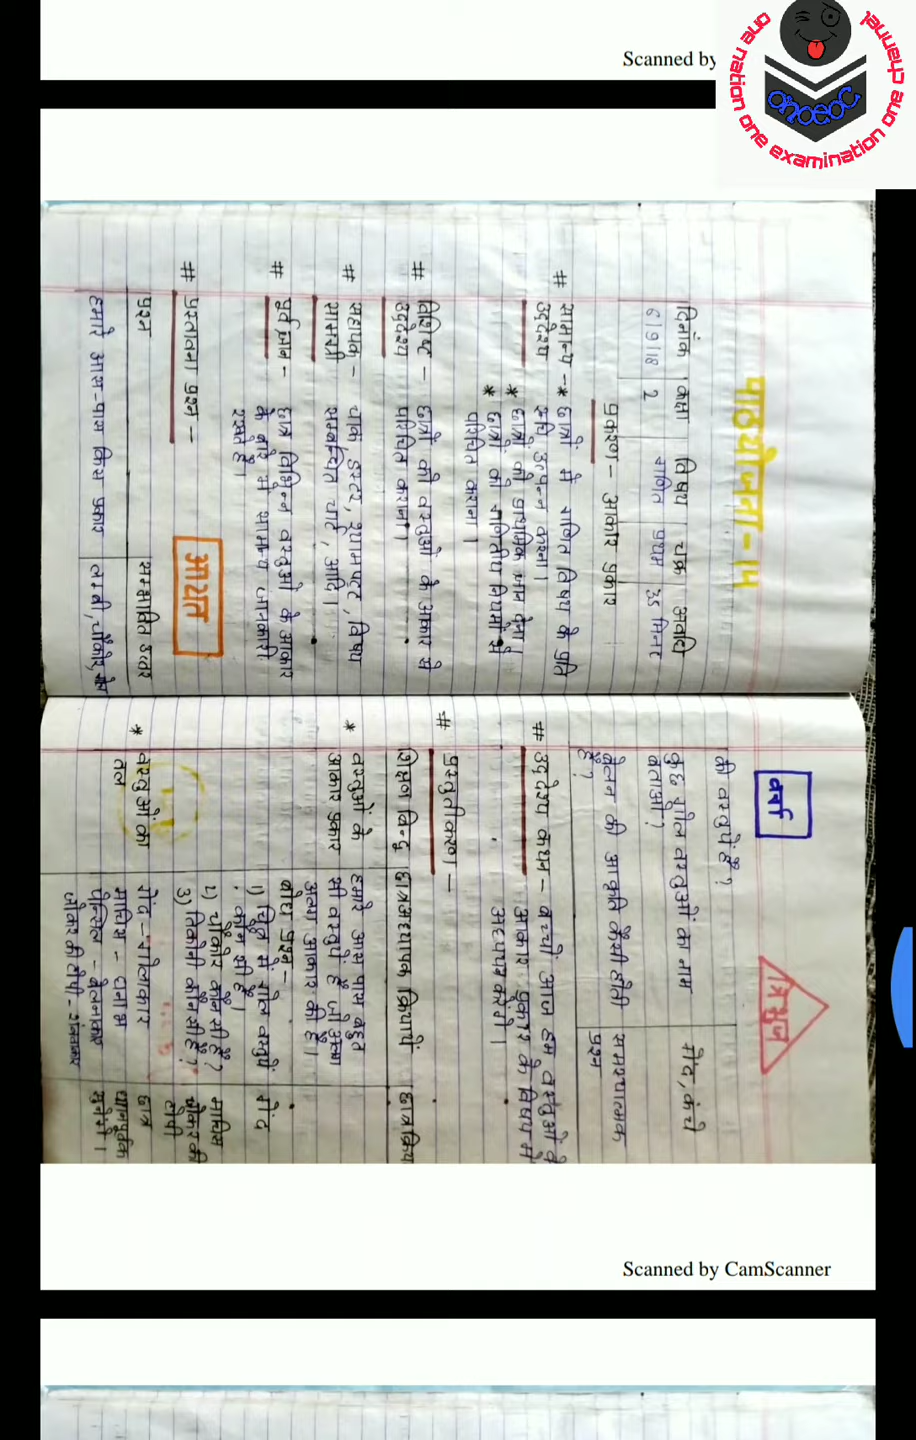 Scanned by
one nation one examination one channel
onoeoc
पाठयोजना - 14
दिनांक कक्षा विषय चक्र अवधि
6/9/18 2 गणित प्रथम 35 मिनट
प्रकरण - आकार प्रकार
# सामान्य - * छात्रों में गणित विषय के प्रति
उद्देश्य रुचि उत्पन्न करना।
* छात्रों को प्राथमिक ज्ञान देना।
* छात्रों को गणितीय नियमों से
परिचित कराना।
# विशिष्ट - छात्रों को वस्तुओं के आकार से
उद्देश्य परिचित कराना।
# सहायक - चाक, डस्टर, श्यामपट्ट, विषय
सामग्री सम्बन्धित चार्ट, आदि।
# पूर्व ज्ञान - छात्र विभिन्न वस्तुओं के आकार
के बारे में सामान्य जानकारी
रखते हैं।
# प्रस्तावना प्रश्न -
आयत
प्रश्न सम्भावित उत्तर
हमारे आस-पास किस प्रकार लम्बी, चौकोर, गोल
वर्ग
त्रिभुज
की वस्तुयें हैं?
कुछ गोल वस्तुओं का नाम गेंद, कंचे
बताओ?
बेलन की आकृति कैसी होती समस्यात्मक
है? प्रश्न
# उद्देश्य कथन - बच्चों आज हम वस्तुओं के
आकार प्रकार के विषय में
अध्ययन करेंगे।
# प्रस्तुतीकरण -
शिक्षण बिन्दु छात्रअध्यापक क्रियायें छात्र क्रिया
* वस्तुओं के हमारे आस पास बहुत
आकार प्रकार सी वस्तुयें हैं जो अलग
अलग आकार की हैं।
बोध प्रश्न -
1) चित्र में गोल वस्तुयें गेंद
कौन सी हैं।
2) चौकोर कौन सी हैं? माचिस
3) तिकोनी कौन सी हैं? जोकर की
टोपी
* वस्तुओं का गेंद - गोलाकार छात्र
तल माचिस - घनाभ ध्यानपूर्वक
पेन्सिल - बेलनाकार सुनेंगे।
जोकर की टोपी - शंक्वाकार
Scanned by CamScanner